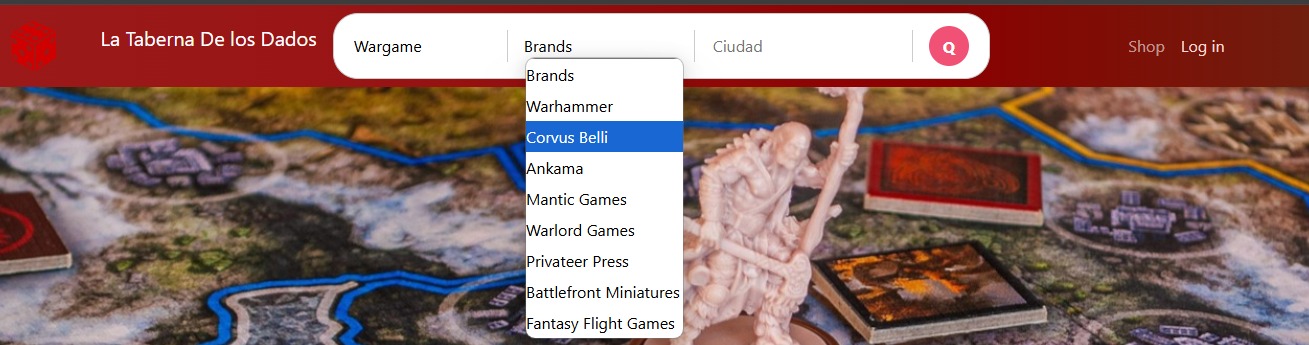 La Taberna De los Dados
Wargame
Brands
Ciudad
Q
Shop
Log in
Brands
Warhammer
Corvus Belli
Ankama
Mantic Games
Warlord Games
Privateer Press
Battlefront Miniatures
Fantasy Flight Games